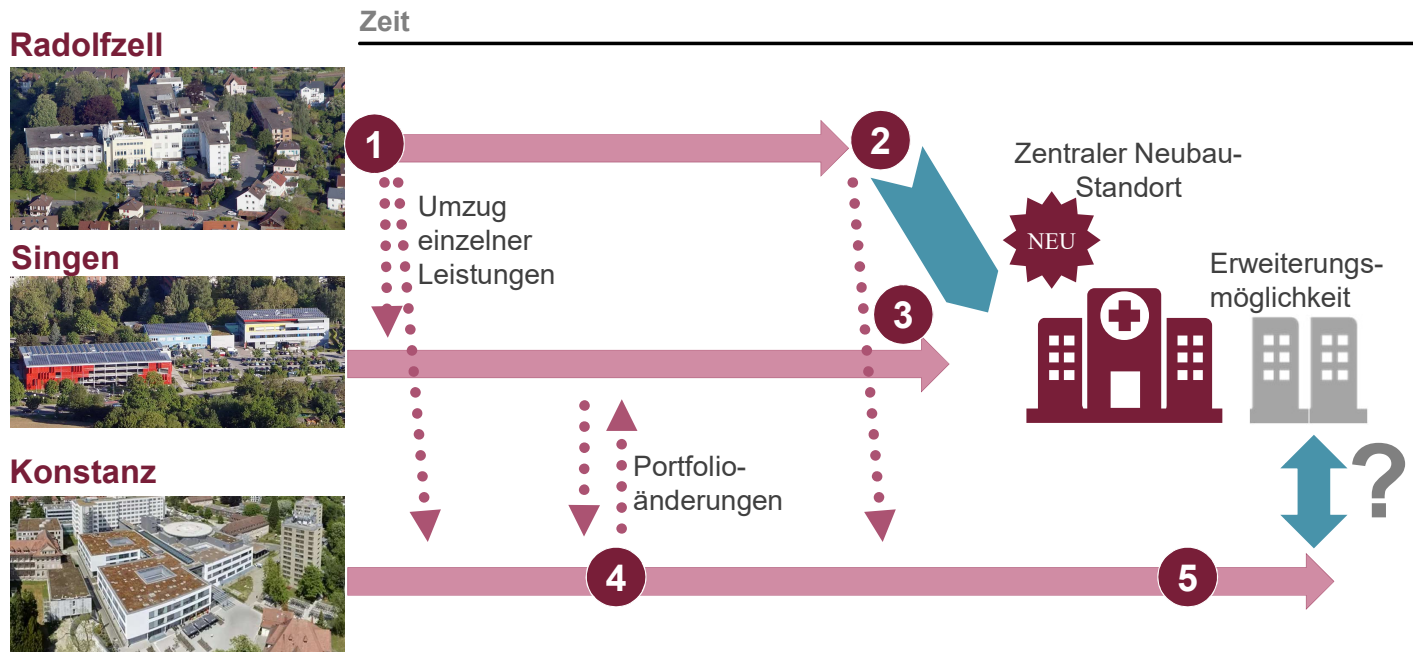 Zeit
Radolfzell
1
2
Zentraler Neubau-
Standort
Umzug
einzelner
Leistungen
NEU
Singen
Erweiterungs-
möglichkeit
3
Konstanz
Portfolio-
änderungen
?
4
5